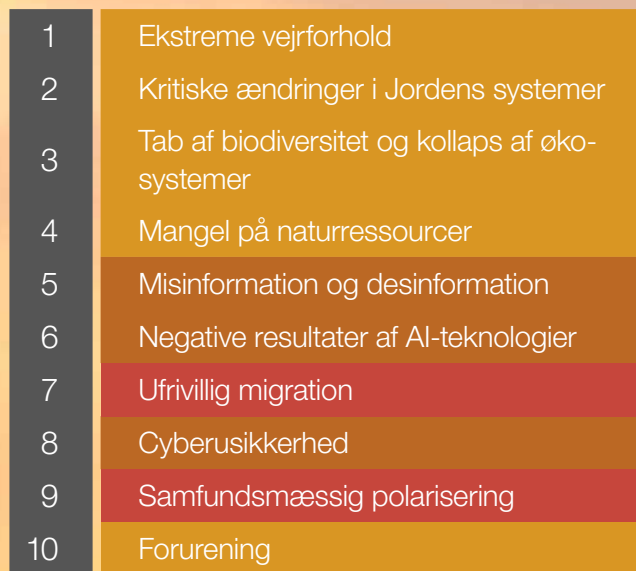 1 Ekstreme vejrforhold
2 Kritiske ændringer i Jordens systemer
3 Tab af biodiversitet og kollaps af øko-
systemer
4 Mangel på naturressourcer
5 Misinformation og desinformation
6 Negative resultater af AI-teknologier
7 Ufrivillig migration
8 Cyberusikkerhed
9 Samfundsmæssig polarisering
10 Forurening